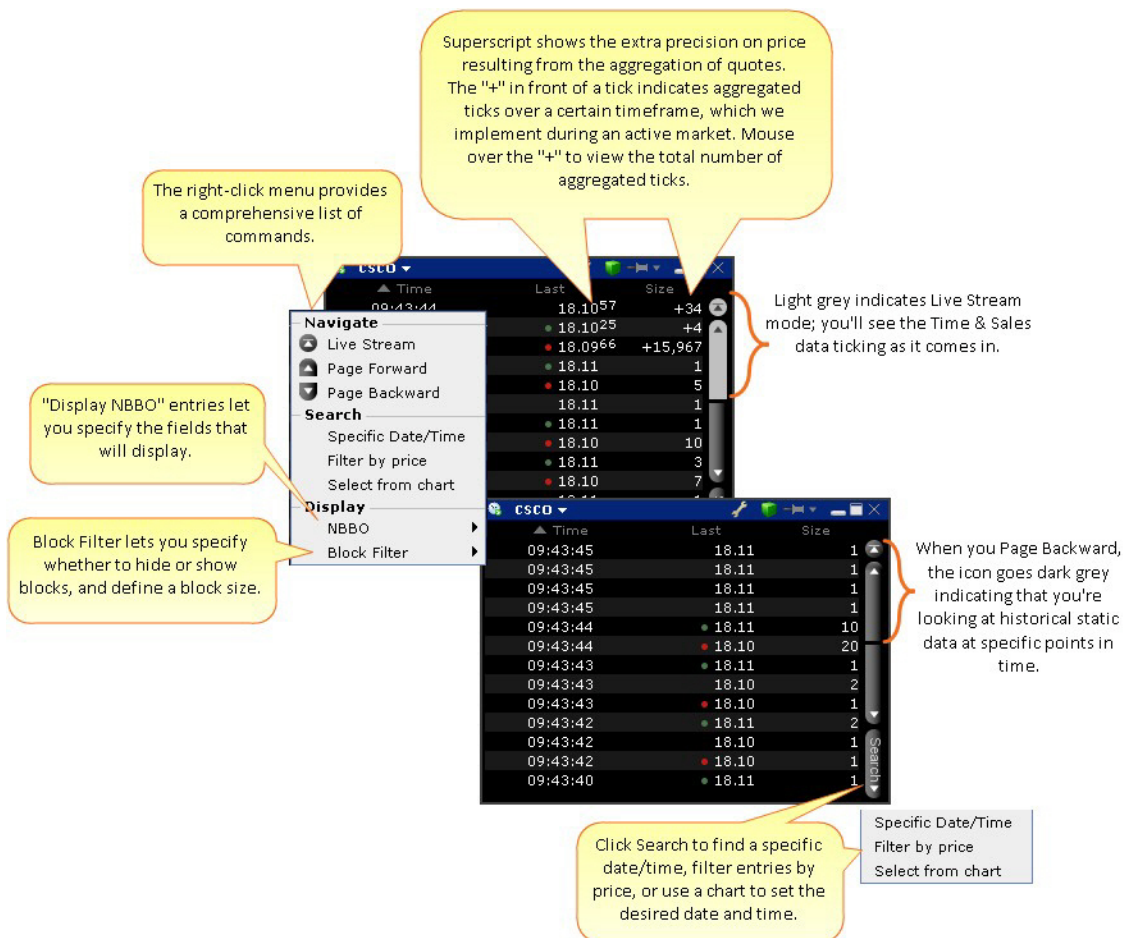 Superscript shows the extra precision on price
resulting from the aggregation of quotes.
The "+" in front of a tick indicates aggregated
ticks over a certain timeframe, which we
implement during an active market. Mouse
over the "+" to view the total number of
aggregated ticks.
The right-click menu provides
a comprehensive list of
commands.
CSCO
Time Last Size
09:43:44 18.1057 +34
18.1025 +4
18.0966 +15,967
18.11 1
18.10 5
18.11 1
18.11 1
18.10 10
18.11 3
18.10 7
18.11 1
Light grey indicates Live Stream
mode; you'll see the Time & Sales
data ticking as it comes in.
Navigate
Live Stream
Page Forward
Page Backward
Search
Specific Date/Time
Filter by price
Select from chart
Display
NBBO
Block Filter
"Display NBBO" entries let
you specify the fields that
will display.
Block Filter lets you specify
whether to hide or show
blocks, and define a block size.
CSCO
Time Last Size
09:43:45 18.11 1
09:43:45 18.11 1
09:43:45 18.11 1
09:43:45 18.11 1
09:43:44 18.11 10
09:43:44 18.10 20
09:43:43 18.11 1
09:43:43 18.10 2
09:43:43 18.10 1
09:43:42 18.11 2
09:43:42 18.10 1
09:43:42 18.10 1
09:43:40 18.11 1
Search
When you Page Backward,
the icon goes dark grey
indicating that you're
looking at historical static
data at specific points in
time.
Click Search to find a specific
date/time, filter entries by
price, or use a chart to set the
desired date and time.
Specific Date/Time
Filter by price
Select from chart